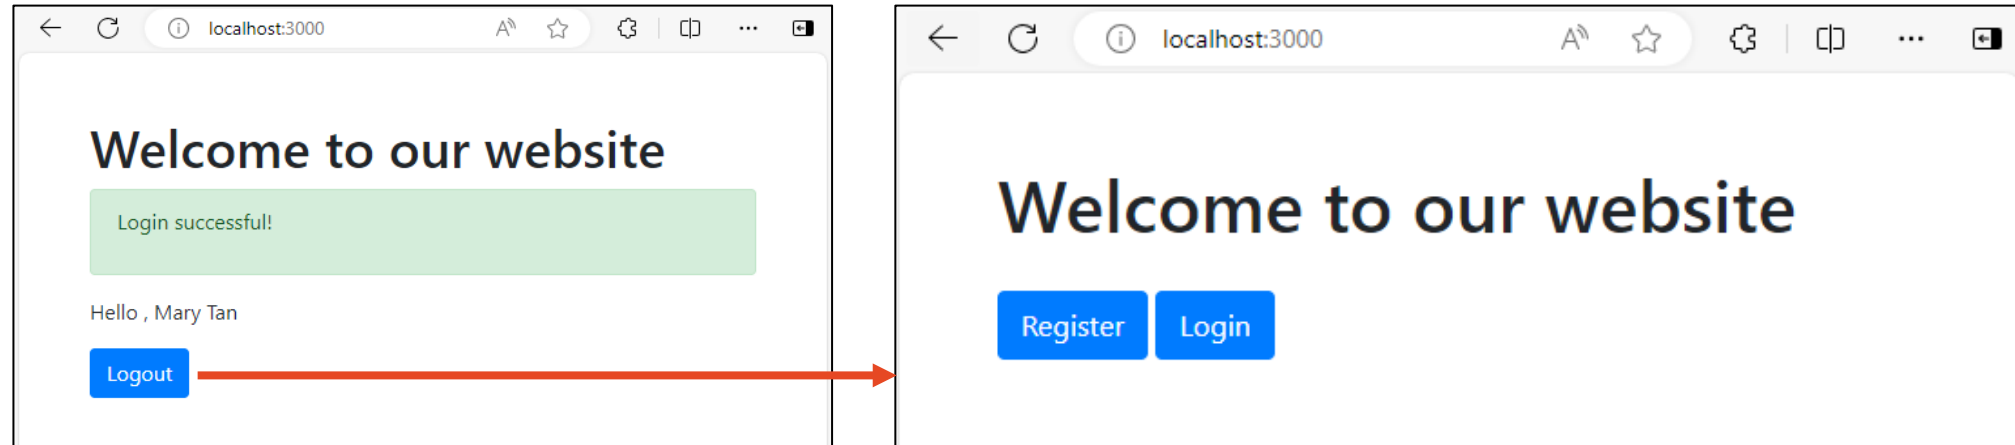 localhost:3000
Welcome to our website
Login successful!
Hello , Mary Tan
Logout
localhost:3000
Welcome to our website
Register Login